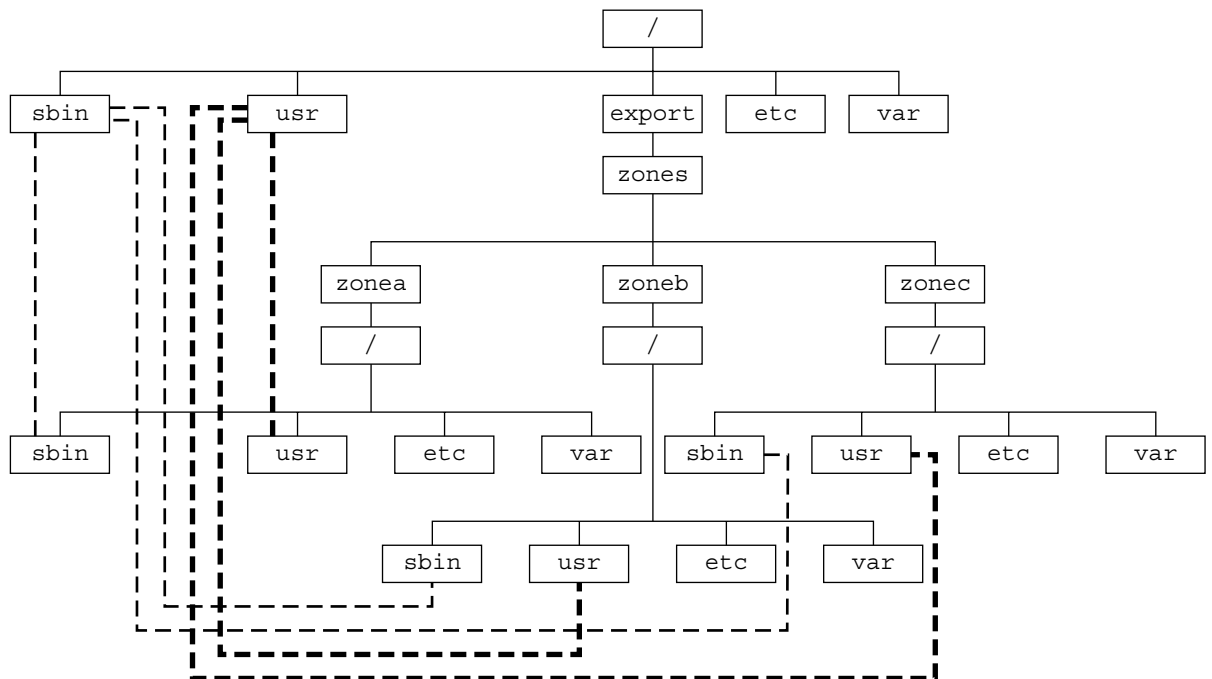 /
sbin usr export etc var
zones
zonea zoneb zonec
/ / /
sbin usr etc var sbin usr etc var
sbin usr etc var